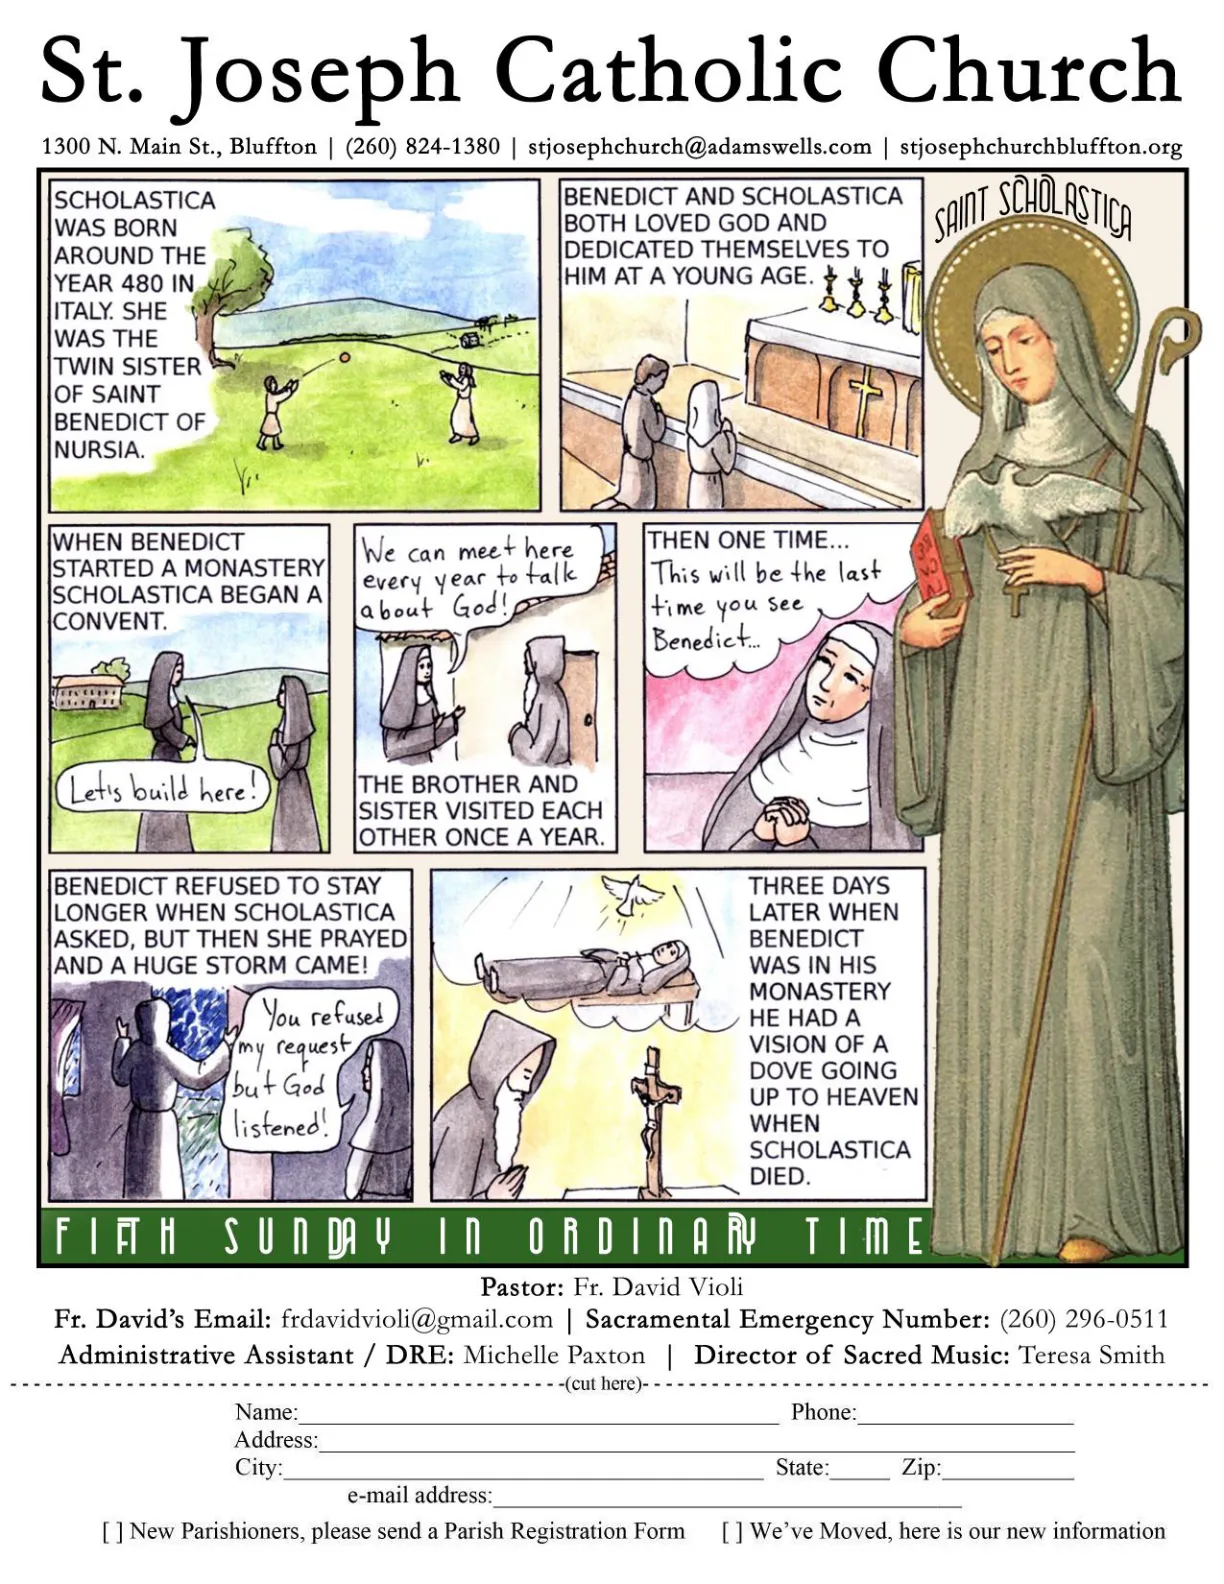 St. Joseph Catholic Church
1300 N. Main St., Bluffton | (260) 824-1380 | stjosephchurch@adamswells.com | stjosephchurchbluffton.org
SCHOLASTICA
WAS BORN
AROUND THE
YEAR 480 IN
ITALY. SHE
WAS THE
TWIN SISTER
OF SAINT
BENEDICT OF
NURSIA.
BENEDICT AND SCHOLASTICA
BOTH LOVED GOD AND
DEDICATED THEMSELVES TO
HIM AT A YOUNG AGE.
SAINT SCHOLASTICA
WHEN BENEDICT
STARTED A MONASTERY
SCHOLASTICA BEGAN A
CONVENT.
Let's build here!
We can meet here
every year to talk
about God!
THE BROTHER AND
SISTER VISITED EACH
OTHER ONCE A YEAR.
THEN ONE TIME...
This will be the last
time you see
Benedict...
BENEDICT REFUSED TO STAY
LONGER WHEN SCHOLASTICA
ASKED, BUT THEN SHE PRAYED
AND A HUGE STORM CAME!
You refused
my request
but God
listened!
THREE DAYS
LATER WHEN
BENEDICT
WAS IN HIS
MONASTERY
HE HAD A
VISION OF A
DOVE GOING
UP TO HEAVEN
WHEN
SCHOLASTICA
DIED.
FIFTH SUNDAY IN ORDINARY TIME
Pastor: Fr. David Violi
Fr. David's Email: frdavidvioli@gmail.com | Sacramental Emergency Number: (260) 296-0511
Administrative Assistant / DRE: Michelle Paxton | Director of Sacred Music: Teresa Smith
(cut here)
Name: Phone:
Address:
City: State: Zip:
e-mail address:
[ ] New Parishioners, please send a Parish Registration Form [ ] We've Moved, here is our new information